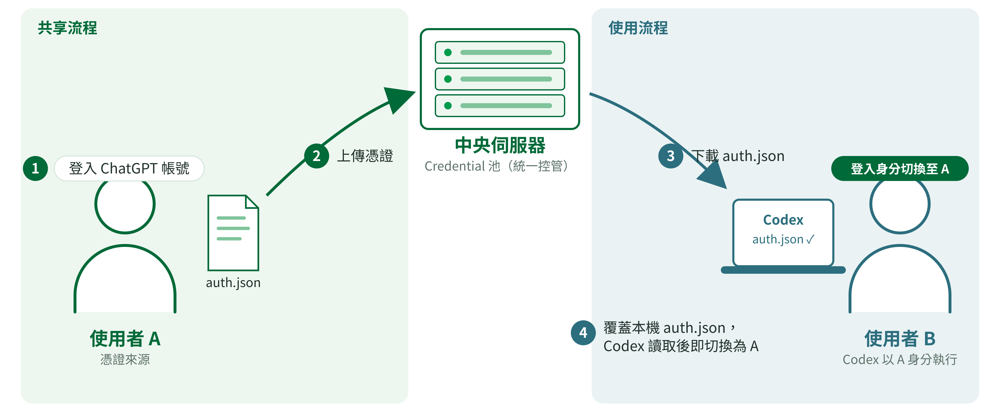 共享流程
使用流程
1
登入 ChatGPT 帳號
2
上傳憑證
auth.json
使用者 A
憑證來源
中央伺服器
Credential 池（統一控管）
3
下載 auth.json
登入身分切換至 A
Codex
auth.json ✓
4
覆蓋本機 auth.json，
Codex 讀取後即切換為 A
使用者 B
Codex 以 A 身分執行